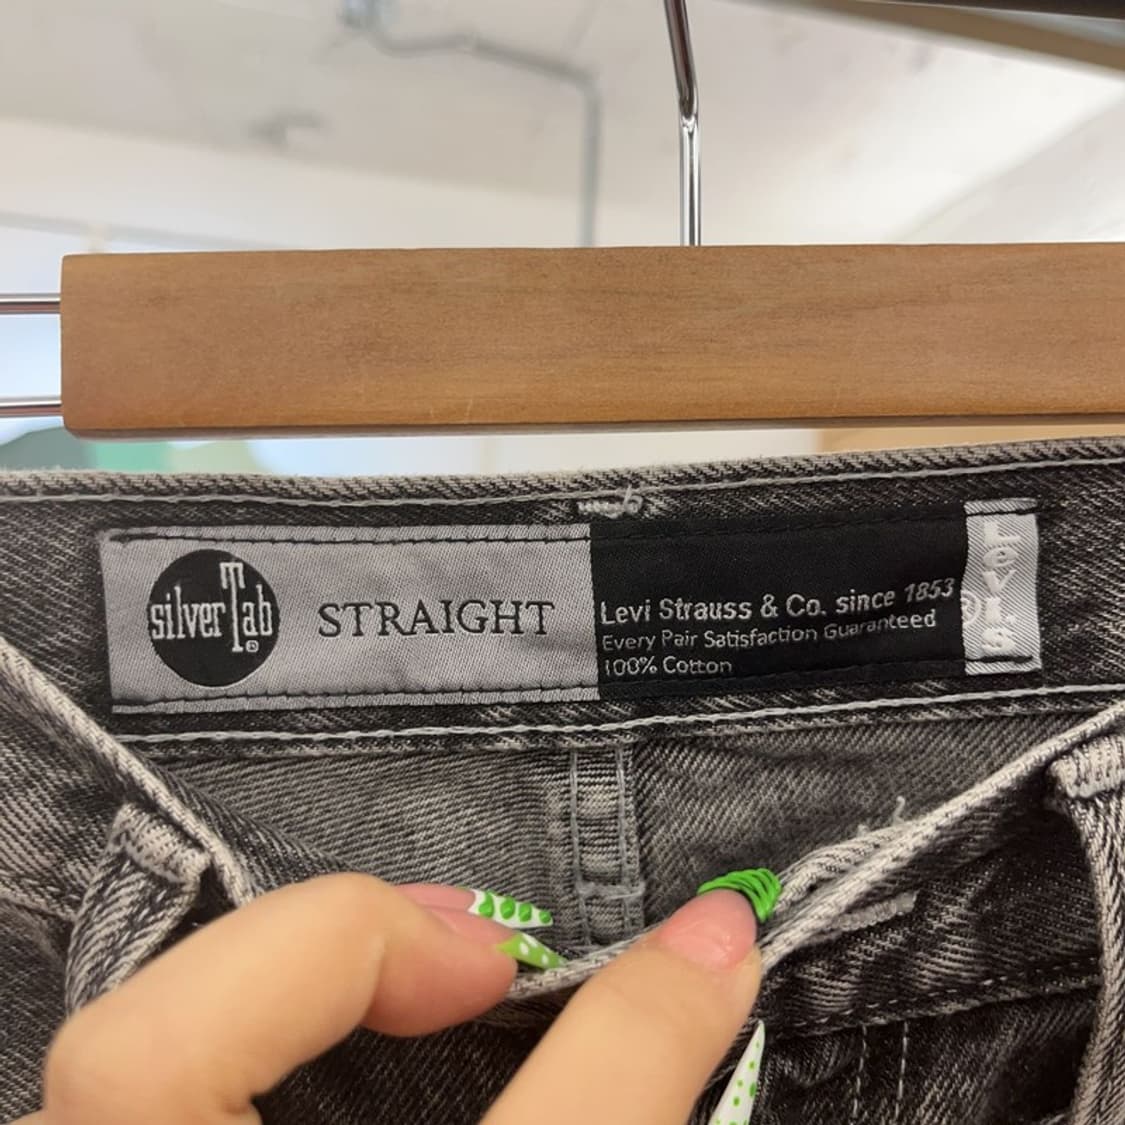 silverTab®
STRAIGHT
Levi Strauss & Co. since 1853
Every Pair Satisfaction Guaranteed
100% Cotton
Levi's®